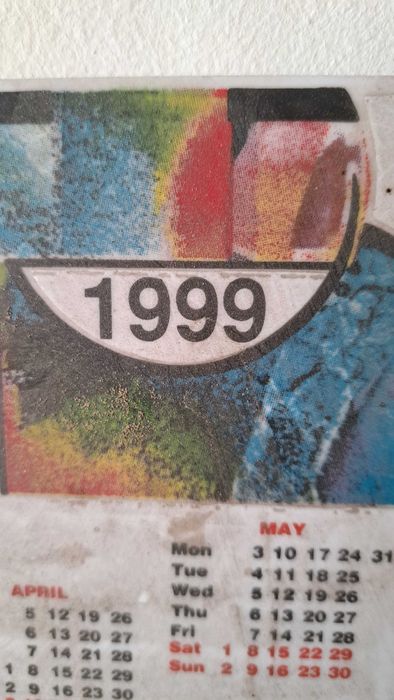 1999
APRIL
5 12 19 26
6 13 20 27
7 14 21 28
1 8 15 22 29
2 9 16 23 30
MAY
Mon 3 10 17 24 31
Tue 4 11 18 25
Wed 5 12 19 26
Thu 6 13 20 27
Fri 7 14 21 28
Sat 1 8 15 22 29
Sun 2 9 16 23 30